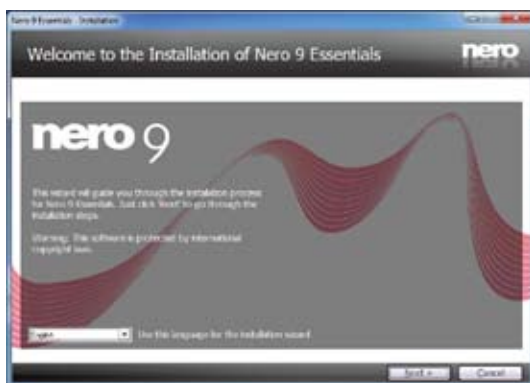 Nero 9 Essentials - Installation
Welcome to the Installation of Nero 9 Essentials
nero
nero 9
This wizard will guide you through the installation process
for Nero 9 Essentials. Just click 'Next' to go through the
installation steps.
Warning: This software is protected by international
copyright laws.
English
Use this language for the installation wizard
Next >
Cancel